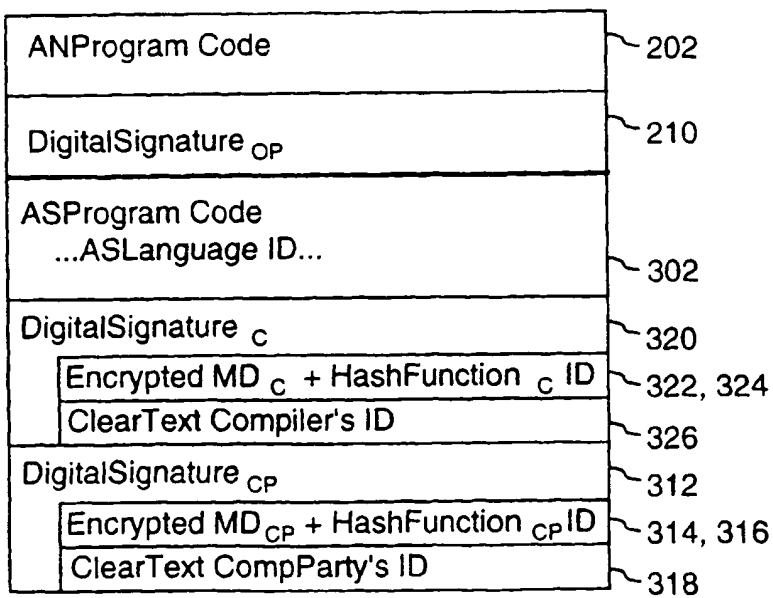 ANProgram Code 202
DigitalSignature OP 210
ASProgram Code
...ASLanguage ID... 302
DigitalSignature C 320
Encrypted MD C + HashFunction C ID 322, 324
ClearText Compiler's ID 326
DigitalSignature CP 312
Encrypted MD CP + HashFunction CP ID 314, 316
ClearText CompParty's ID 318